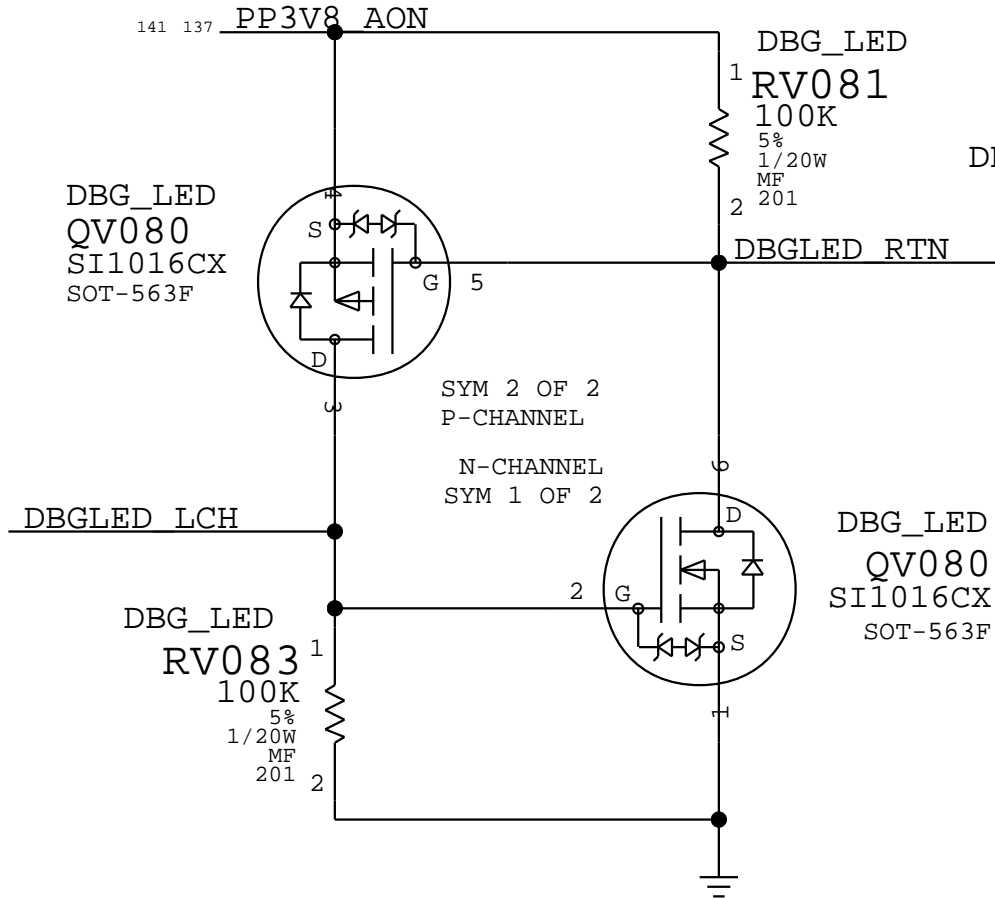 141 137 PP3V8_AON
DBG_LED
1
RV081
100K
5%
1/20W
MF
201
2
DBG_LED
QV080
SI1016CX
SOT-563F
4
S
G
5
D
3
DBGLED_RTN
SYM 2 OF 2
P-CHANNEL
N-CHANNEL
SYM 1 OF 2
DBGLED_LCH
6
D
2
G
S
1
DBG_LED
QV080
SI1016CX
SOT-563F
DBG_LED
RV083
1
100K
5%
1/20W
MF
201
2